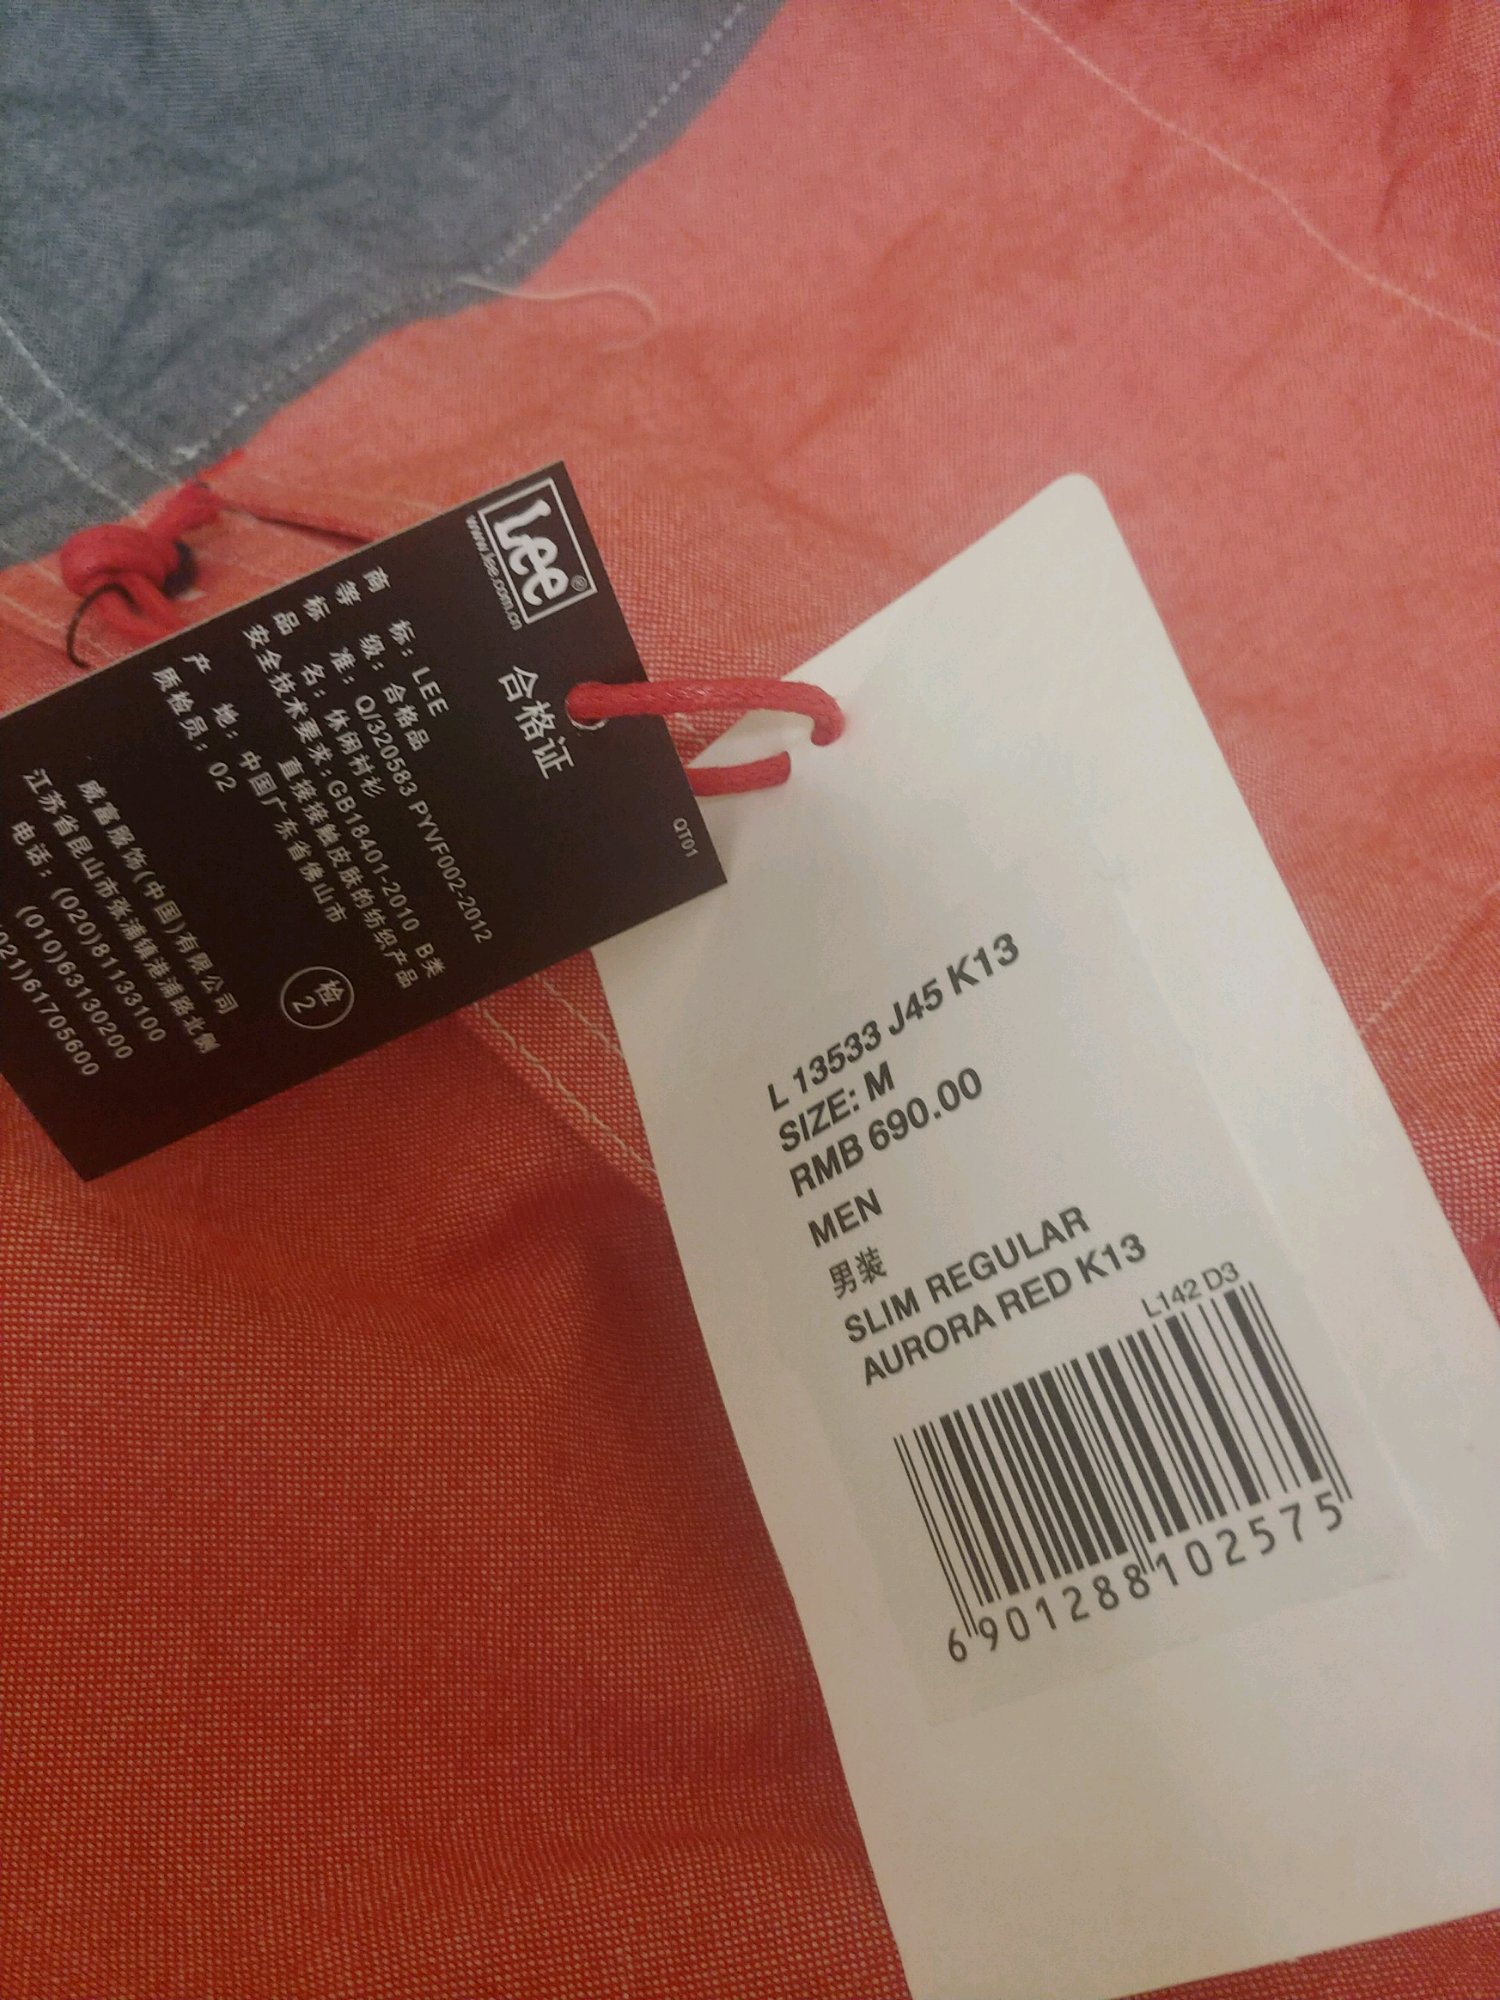 Lee®
www.lee.com.cn
合格证
QT01
商 标: LEE
等 级: 合格品
标 准: Q/320583 PYVF002-2012
品 名: 休闲衬衫
安全技术要求: GB18401-2010 B类
直接接触皮肤的纺织产品
产 地: 中国广东省佛山市
质检员: 02
检
2
威富服饰(中国)有限公司
江苏省昆山市张浦镇港浦路北侧
电话: (020)81133100
(010)63130200
021)61705600
L 13533 J45 K13
SIZE: M
RMB 690.00
MEN
男装
SLIM REGULAR
AURORA RED K13
L142 D3
6901288102575